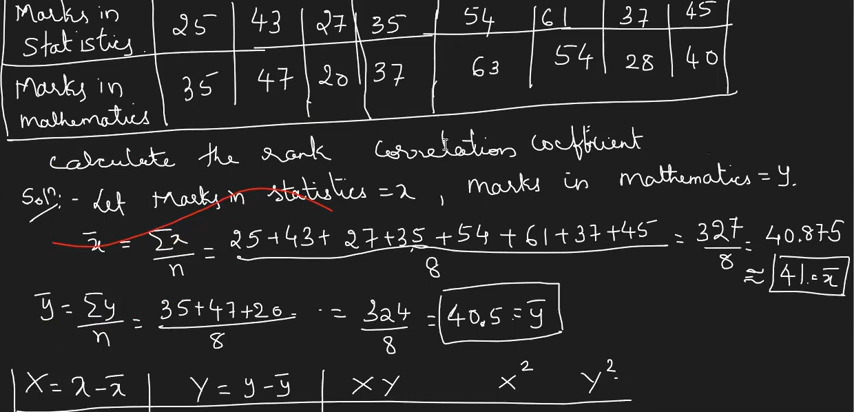 Marks in Statistics 25 43 27 35 54 61 37 45
Marks in mathematics 35 47 20 37 63 54 28 40
calculate the rank correlation coefficient
Soln:- Let Marks in statistics = x , marks in mathematics = y.
x̄ = Σx/n = 25+43+27+35+54+61+37+45/8 = 327/8 = 40.875
≈ 41 = x̄
ȳ = Σy/n = 35+47+20../8 = 324/8 = 40.5 = ȳ
X = x - x̄ Y = y - ȳ XY X² Y²